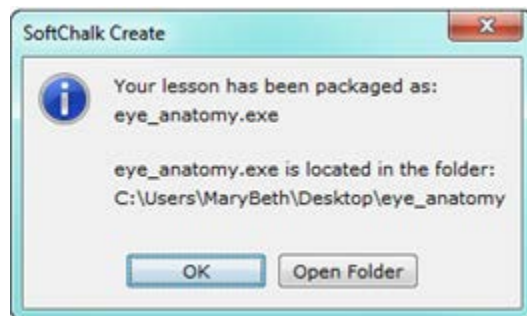 SoftChalk Create
Your lesson has been packaged as:
eye_anatomy.exe
eye_anatomy.exe is located in the folder:
C:\Users\MaryBeth\Desktop\eye_anatomy
OK
Open Folder